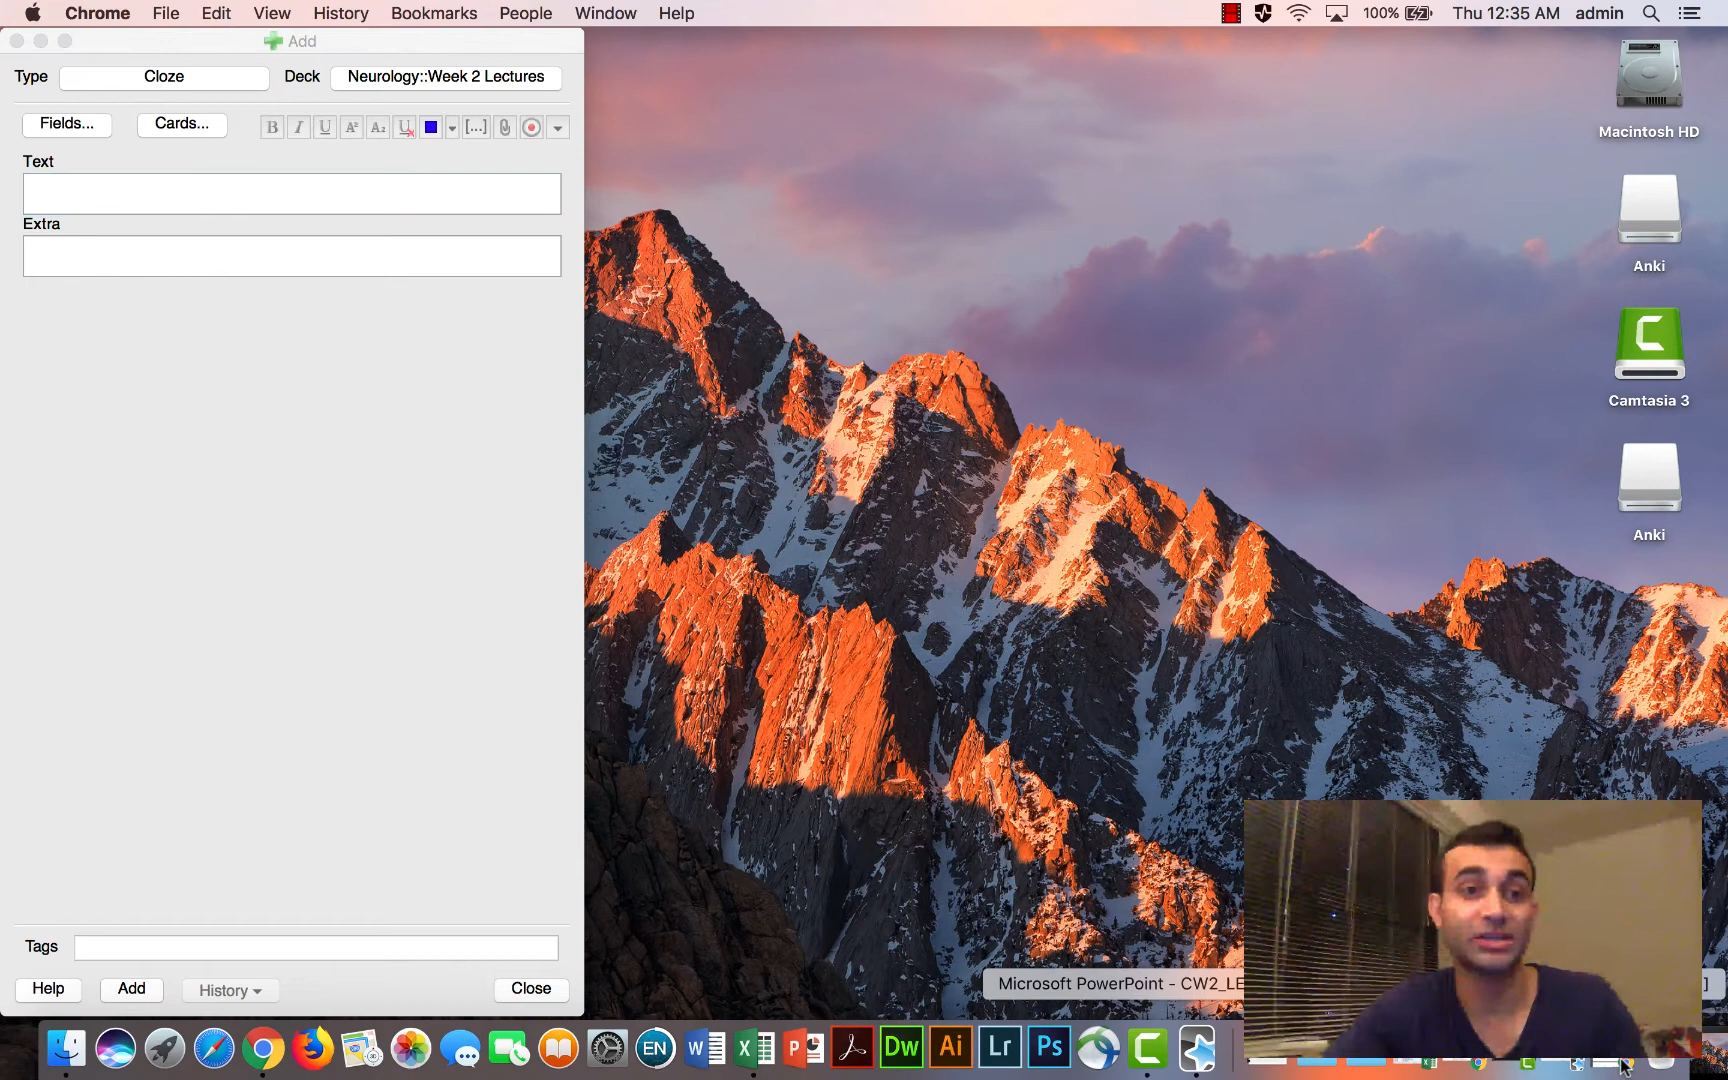 Chrome File Edit View History Bookmarks People Window Help 100% Thu 12:35 AM admin
Add
Type Cloze Deck Neurology::Week 2 Lectures
Fields... Cards... B I U A² A₂ U [...]
Text
Extra
Macintosh HD
Anki
Camtasia 3
Anki
Tags
Help Add History Close
Microsoft PowerPoint - CW2_LE
EN W X P Dw Ai Lr Ps C